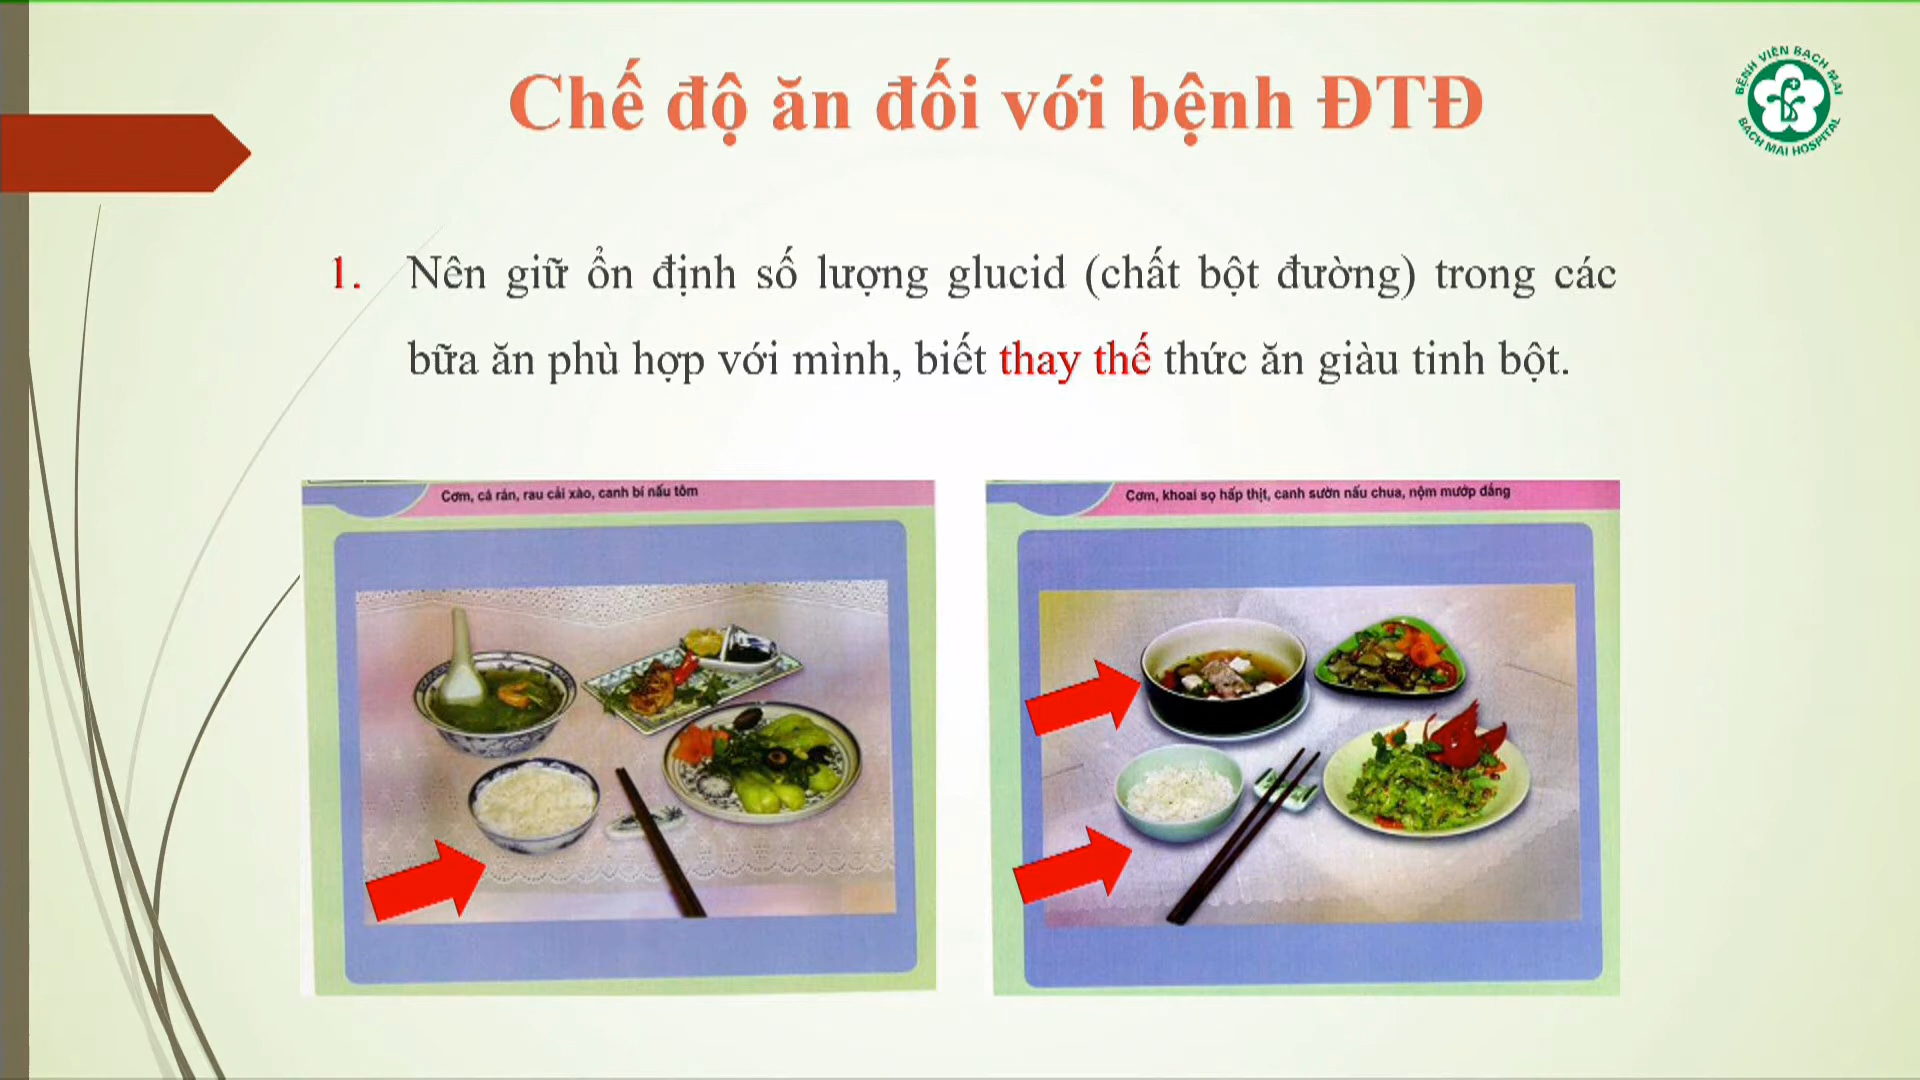 Chế độ ăn đối với bệnh ĐTĐ
BỆNH VIỆN BẠCH MAI
BACH MAI HOSPITAL
1. Nên giữ ổn định số lượng glucid (chất bột đường) trong các
bữa ăn phù hợp với mình, biết thay thế thức ăn giàu tinh bột.
Cơm, cá rán, rau cải xào, canh bí nấu tôm
Cơm, khoai sọ hấp thịt, canh sườn nấu chua, nộm mướp đắng